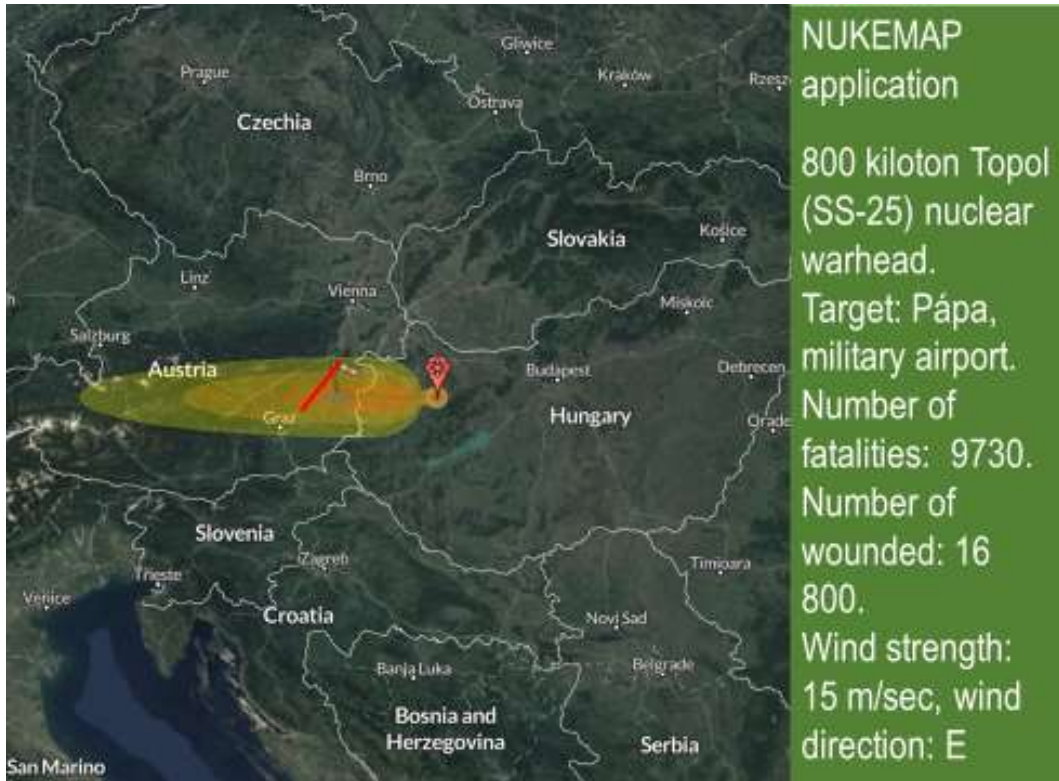 Gliwice
Prague
Kraków
Rzesz
Ostrava
Czechia
Brno
Slovakia
Košice
Linz
Vienna
Miskolc
Salzburg
Austria
Budapest
Debrecen
Graz
Hungary
Orade
Slovenia
Zagreb
Timișoara
Trieste
Venice
Croatia
Novi Sad
Banja Luka
Belgrade
Bosnia and
Herzegovina
Serbia
San Marino
NUKEMAP
application
800 kiloton Topol
(SS-25) nuclear
warhead.
Target: Pápa,
military airport.
Number of
fatalities: 9730.
Number of
wounded: 16
800.
Wind strength:
15 m/sec, wind
direction: E